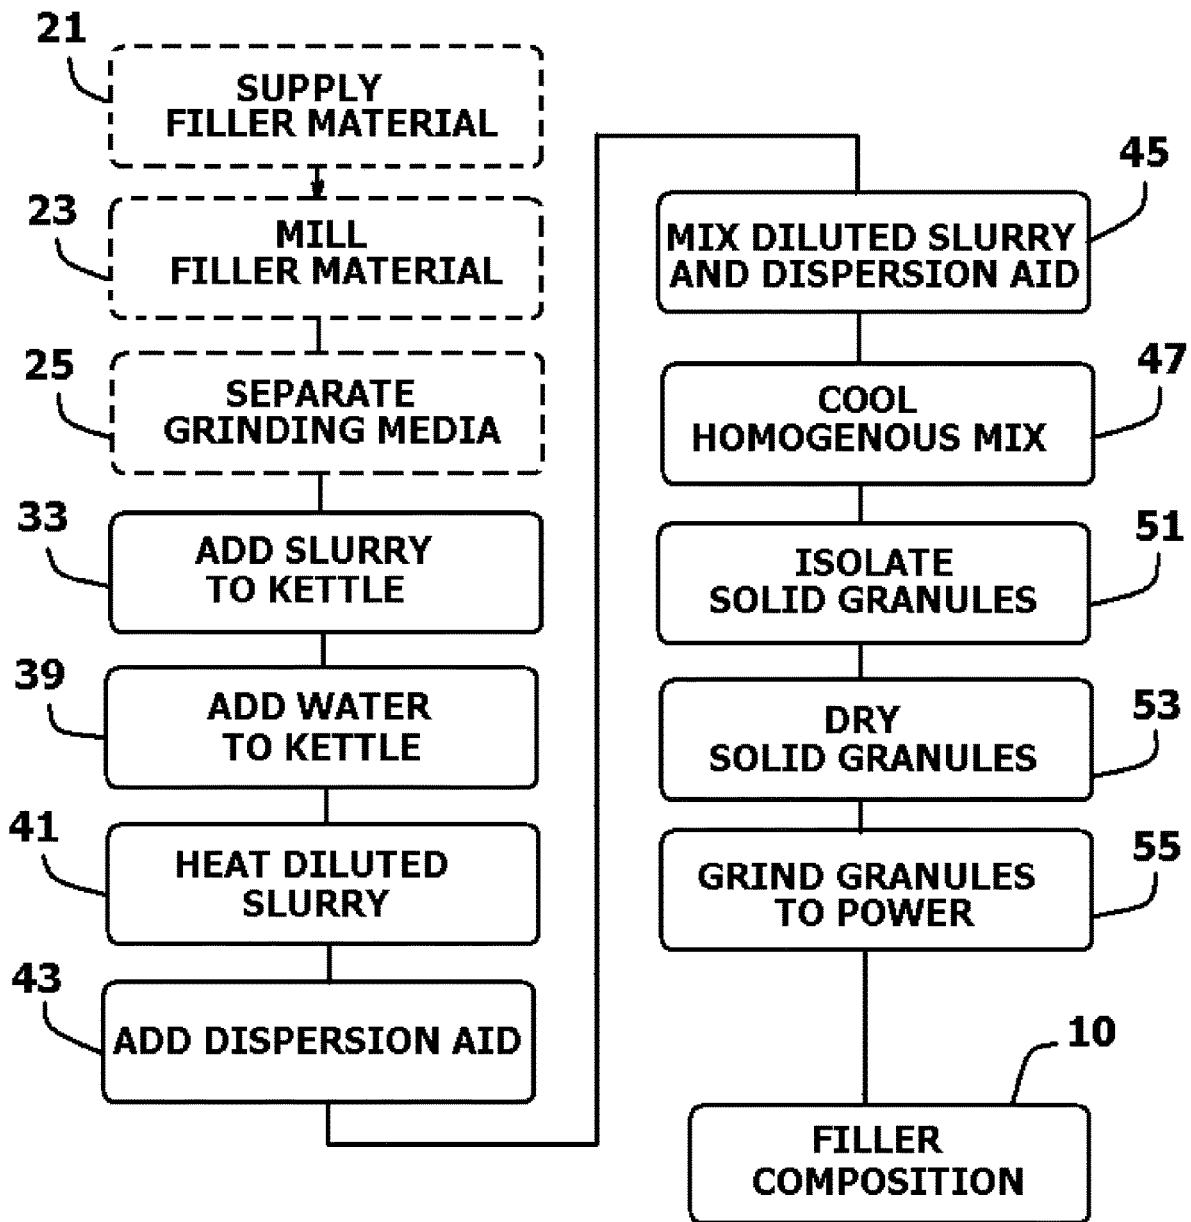 21
SUPPLY
FILLER MATERIAL
23
MILL
FILLER MATERIAL
25
SEPARATE
GRINDING MEDIA
33
ADD SLURRY
TO KETTLE
39
ADD WATER
TO KETTLE
41
HEAT DILUTED
SLURRY
43
ADD DISPERSION AID
45
MIX DILUTED SLURRY
AND DISPERSION AID
47
COOL
HOMOGENOUS MIX
51
ISOLATE
SOLID GRANULES
53
DRY
SOLID GRANULES
55
GRIND GRANULES
TO POWER
10
FILLER
COMPOSITION